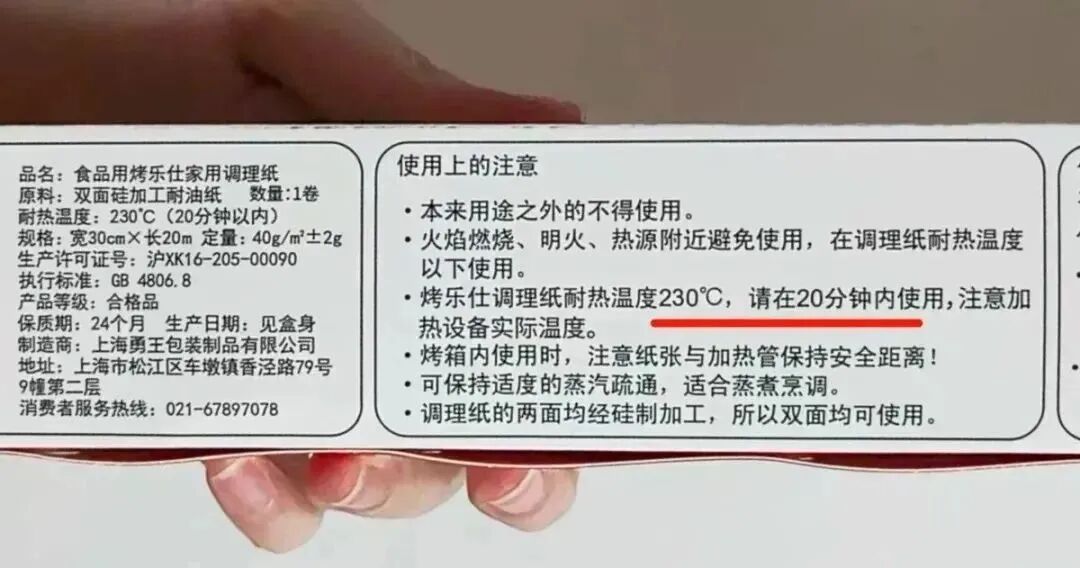 品名：食品用烤乐仕家用调理纸
原料：双面硅加工耐油纸 数量：1卷
耐热温度：230℃（20分钟以内）
规格：宽30cm×长20m 定量：40g/㎡±2g
生产许可证号：沪XK16-205-00090
执行标准：GB 4806.8
产品等级：合格品
保质期：24个月 生产日期：见盒身
制造商：上海勇王包装制品有限公司
地址：上海市松江区车墩镇香泾路79号
9幢第二层
消费者服务热线：021-67897078
使用上的注意
・本来用途之外的不得使用。
・火焰燃烧、明火、热源附近避免使用，在调理纸耐热温度
以下使用。
・烤乐仕调理纸耐热温度230℃，请在20分钟内使用，注意加
热设备实际温度。
・烤箱内使用时，注意纸张与加热管保持安全距离！
・可保持适度的蒸汽疏通，适合蒸煮烹调。
・调理纸的两面均经硅制加工，所以双面均可使用。